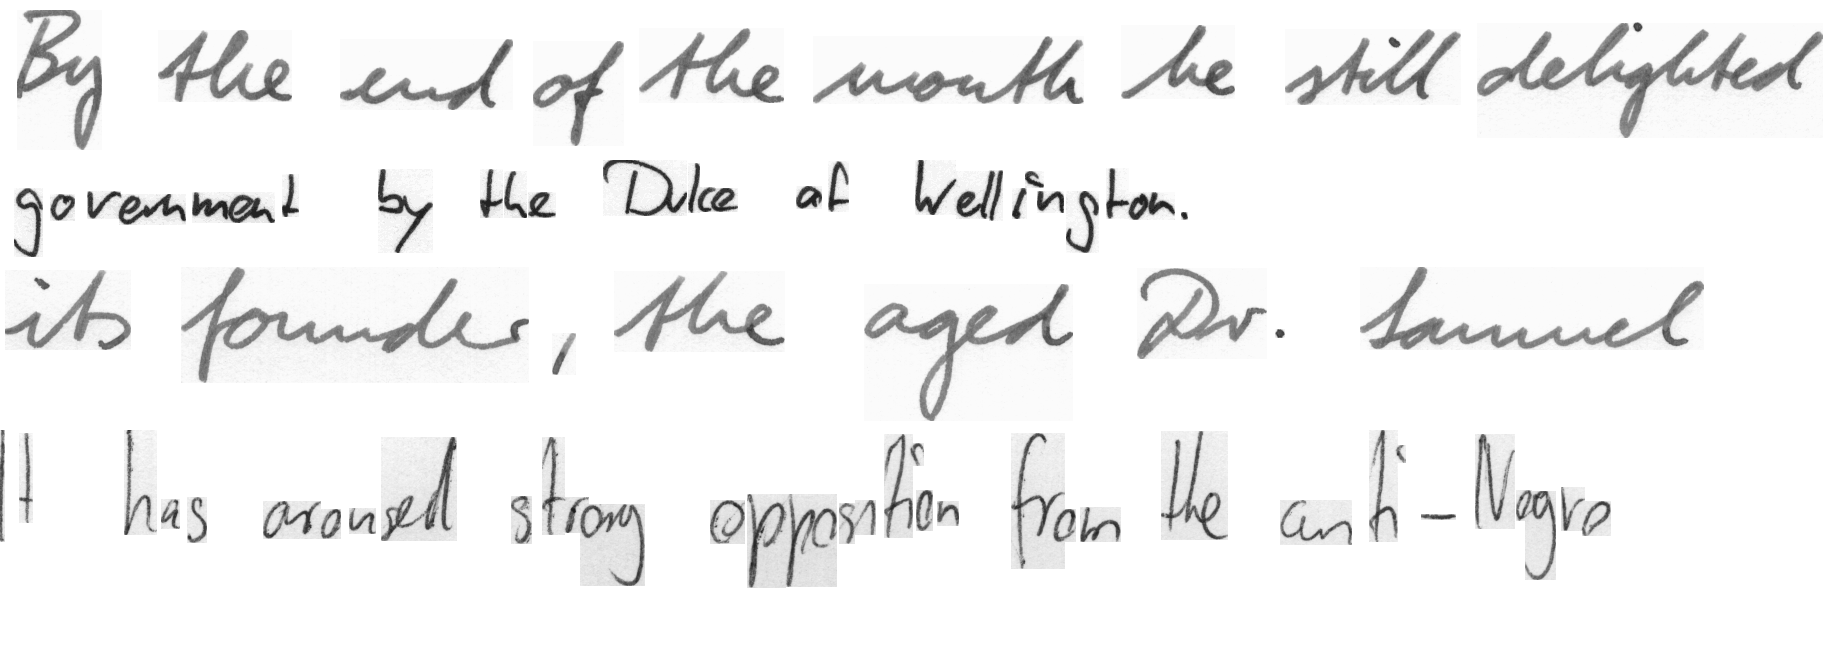 By the end of the month he still delighted
government by the Duke of Wellington.
its founder, the aged Dr. Samuel
It has aroused strong opposition from the anti-Negro